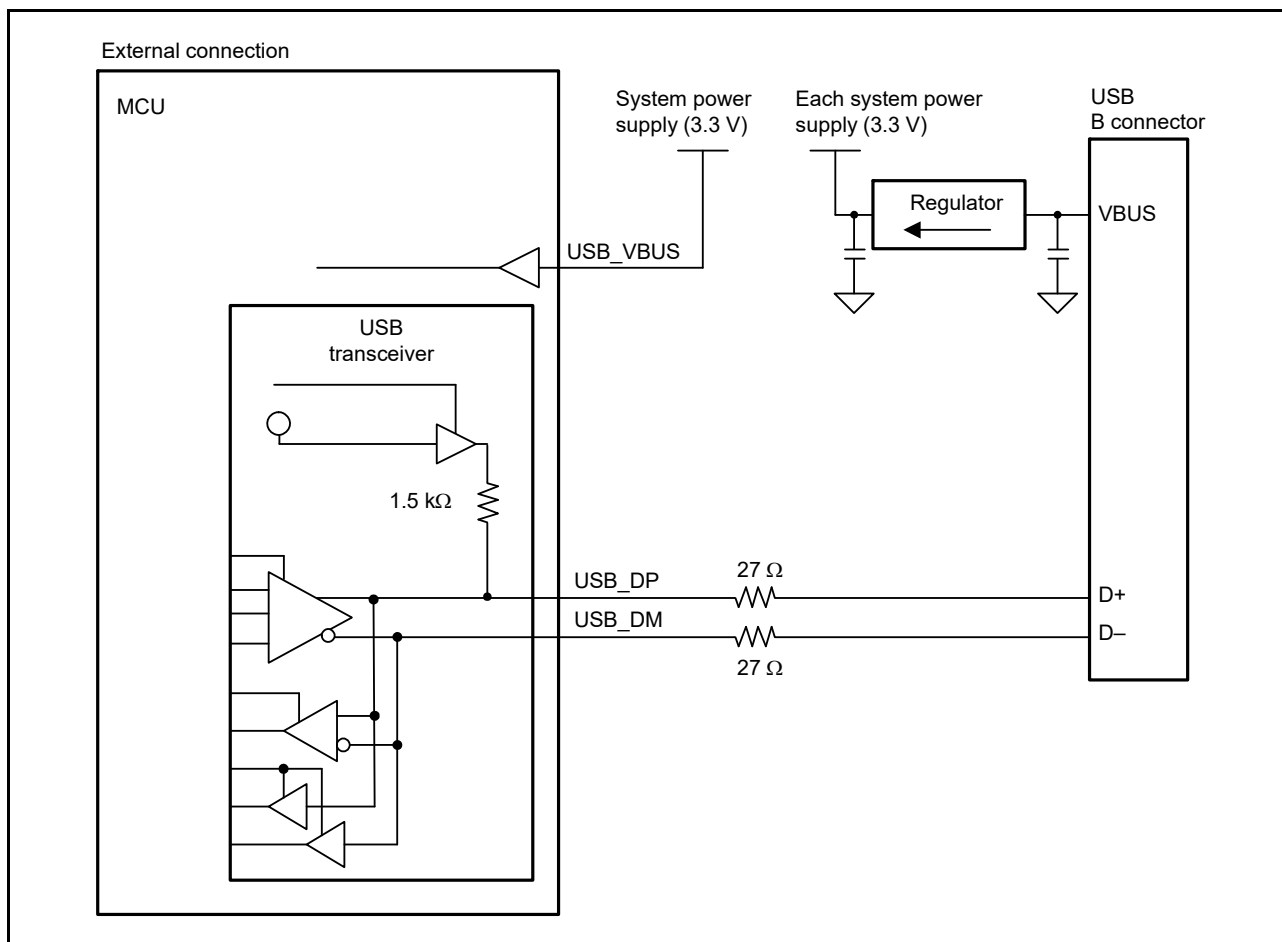 External connection
MCU
System power
supply (3.3 V)
Each system power
supply (3.3 V)
USB
B connector
Regulator
VBUS
USB_VBUS
USB
transceiver
1.5 kΩ
USB_DP
27 Ω
D+
USB_DM
27 Ω
D–